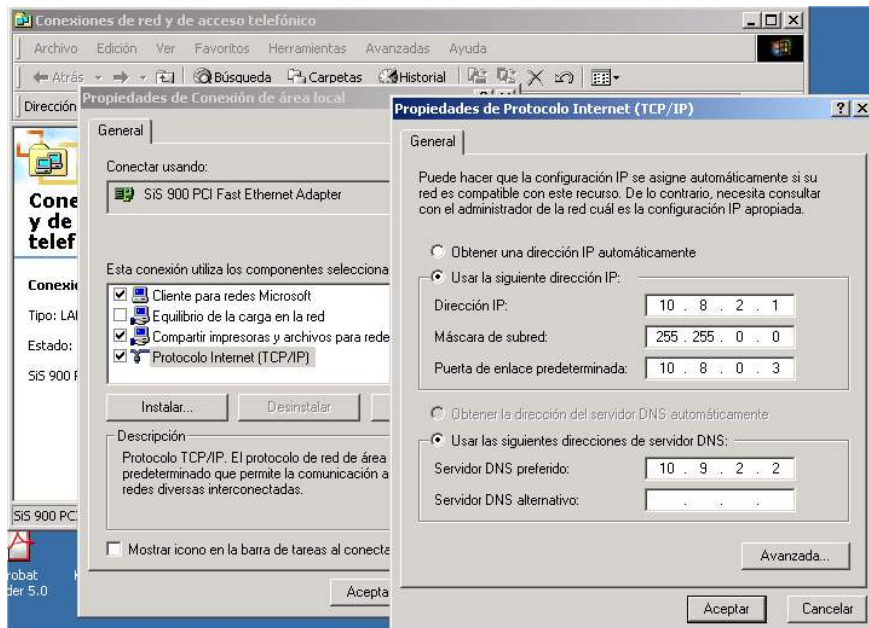 Conexiones de red y de acceso telefónico
Archivo Edición Ver Favoritos Herramientas Avanzadas Ayuda
Atrás Búsqueda Carpetas Historial
Dirección
Cone
y de
telef
Conexi
Tipo: LA
Estado:
SiS 900
SiS 900 PC
Propiedades de Conexión de área local
General
Conectar usando:
SiS 900 PCI Fast Ethernet Adapter
Esta conexión utiliza los componentes selecciona
Cliente para redes Microsoft
Equilibrio de la carga en la red
Compartir impresoras y archivos para rede
Protocolo Internet (TCP/IP)
Instalar... Desinstalar
Descripción
Protocolo TCP/IP. El protocolo de red de área
predeterminado que permite la comunicación a
redes diversas interconectadas.
Mostrar icono en la barra de tareas al conecta
Acepta
Propiedades de Protocolo Internet (TCP/IP)
General
Puede hacer que la configuración IP se asigne automáticamente si su
red es compatible con este recurso. De lo contrario, necesita consultar
con el administrador de la red cuál es la configuración IP apropiada.
Obtener una dirección IP automáticamente
Usar la siguiente dirección IP:
Dirección IP: 10 . 8 . 2 . 1
Máscara de subred: 255 . 255 . 0 . 0
Puerta de enlace predeterminada: 10 . 8 . 0 . 3
Obtener la dirección del servidor DNS automáticamente
Usar las siguientes direcciones de servidor DNS:
Servidor DNS preferido: 10 . 9 . 2 . 2
Servidor DNS alternativo: . . .
Avanzada...
Aceptar Cancelar
robat
der 5.0